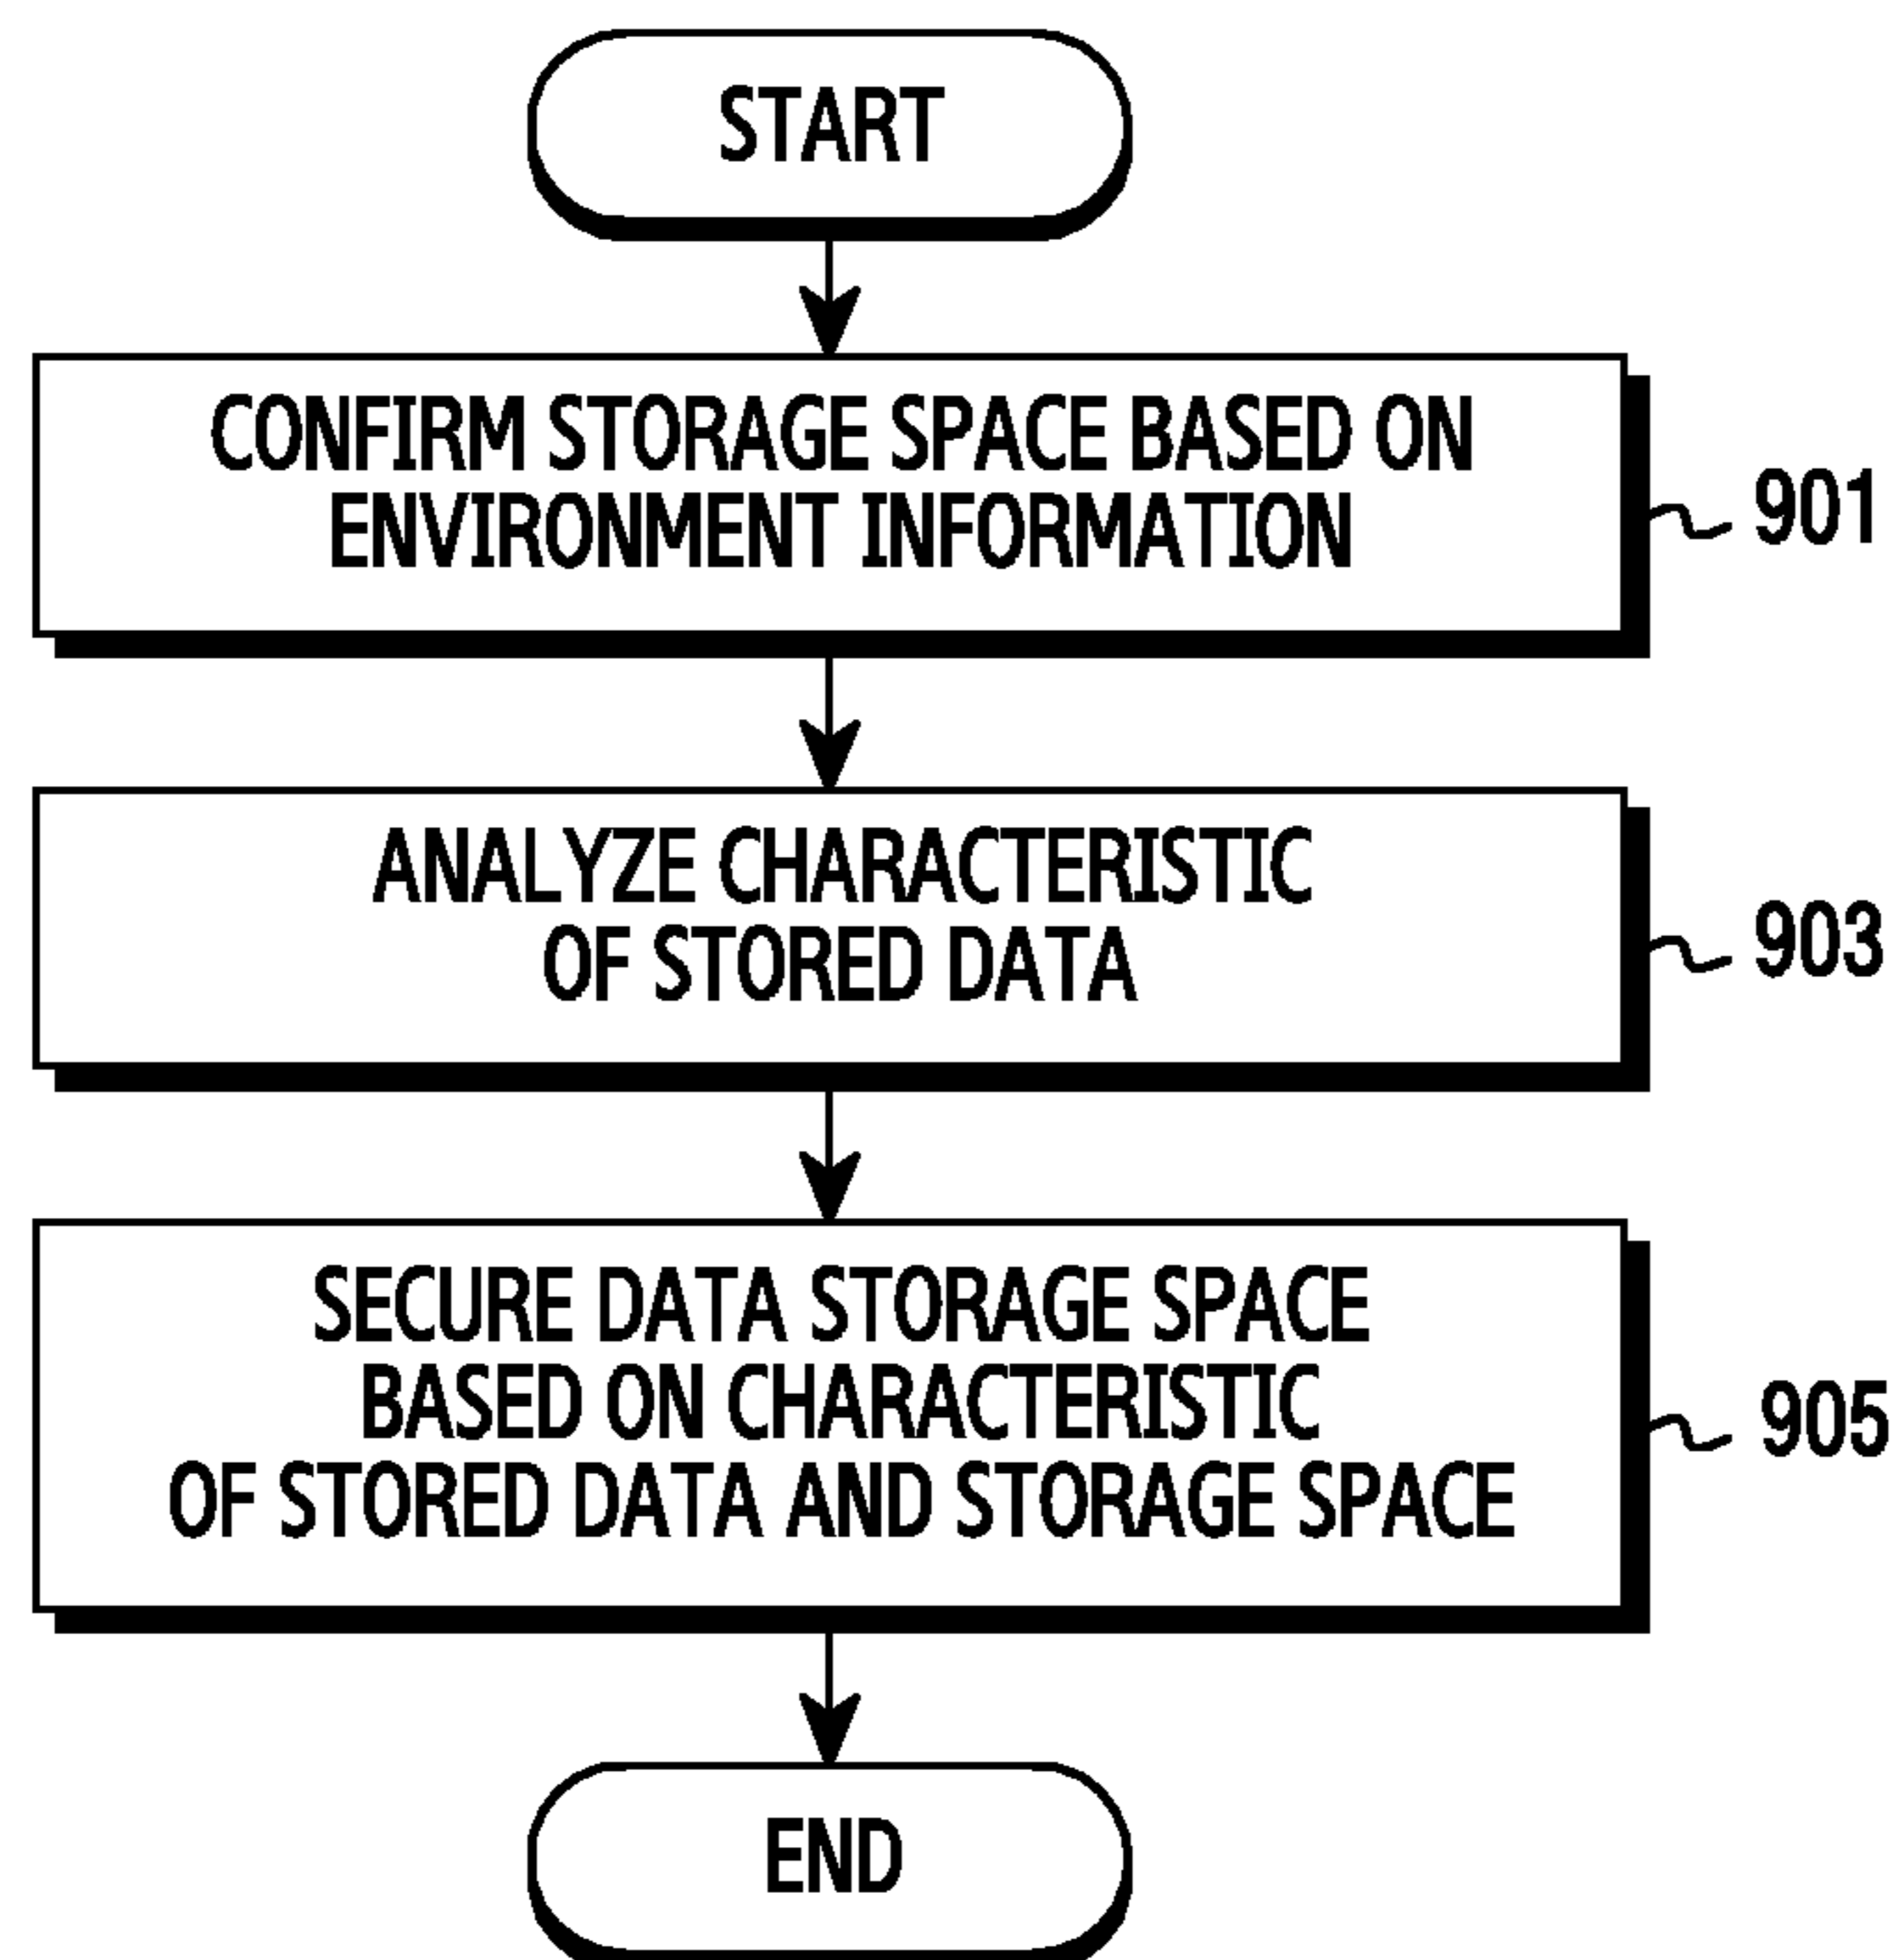 START
CONFIRM STORAGE SPACE BASED ON
ENVIRONMENT INFORMATION
901
ANALYZE CHARACTERISTIC
OF STORED DATA
903
SECURE DATA STORAGE SPACE
BASED ON CHARACTERISTIC
OF STORED DATA AND STORAGE SPACE
905
END